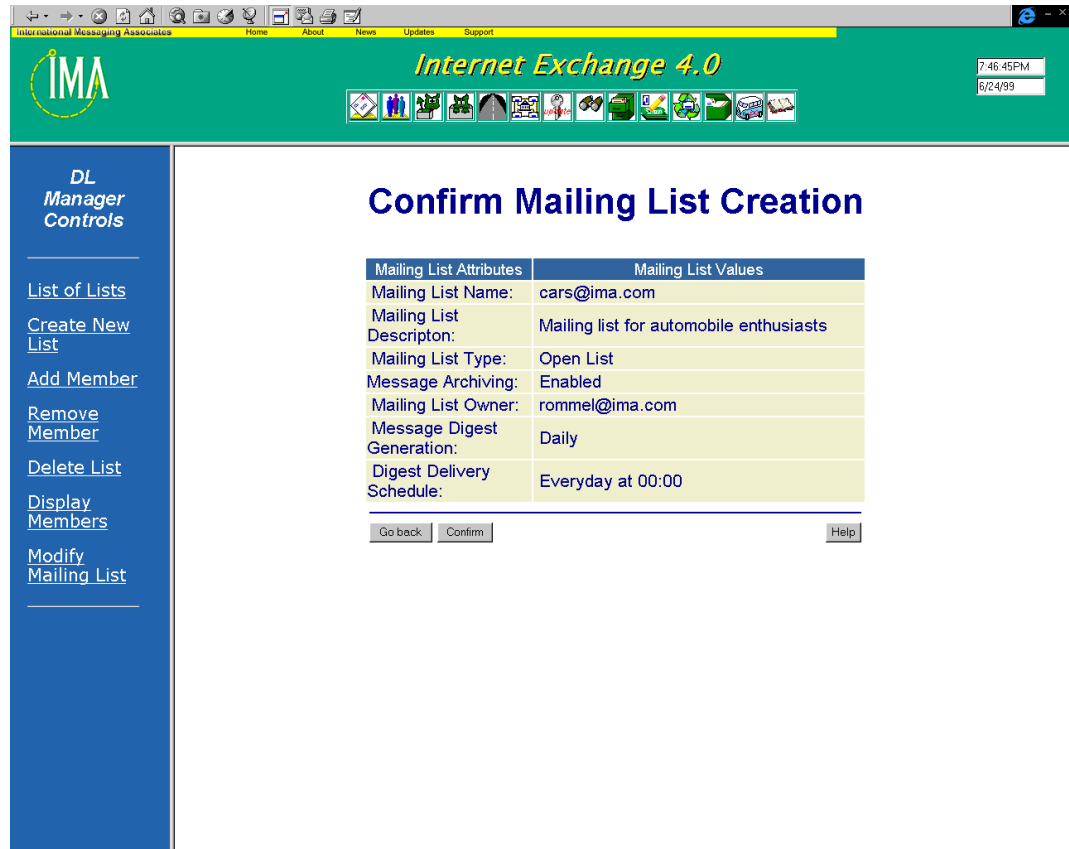 International Messaging Associates
Home About News Updates Support
IMA
Internet Exchange 4.0
7:46:45PM
6/24/99
update
DL
Manager
Controls
List of Lists
Create New
List
Add Member
Remove
Member
Delete List
Display
Members
Modify
Mailing List
Confirm Mailing List Creation
Mailing List Attributes Mailing List Values
Mailing List Name: cars@ima.com
Mailing List
Descripton: Mailing list for automobile enthusiasts
Mailing List Type: Open List
Message Archiving: Enabled
Mailing List Owner: rommel@ima.com
Message Digest
Generation: Daily
Digest Delivery
Schedule: Everyday at 00:00
Go back Confirm Help